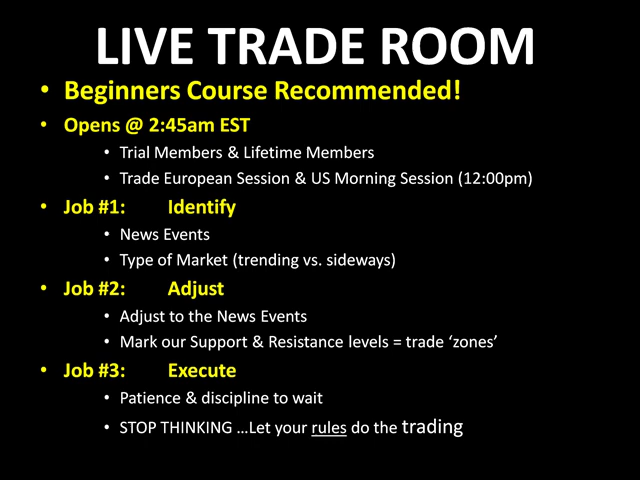 LIVE TRADE ROOM
• Beginners Course Recommended!
• Opens @ 2:45am EST
• Trial Members & Lifetime Members
• Trade European Session & US Morning Session (12:00pm)
• Job #1: Identify
• News Events
• Type of Market (trending vs. sideways)
• Job #2: Adjust
• Adjust to the News Events
• Mark our Support & Resistance levels = trade ‘zones’
• Job #3: Execute
• Patience & discipline to wait
• STOP THINKING …Let your rules do the trading